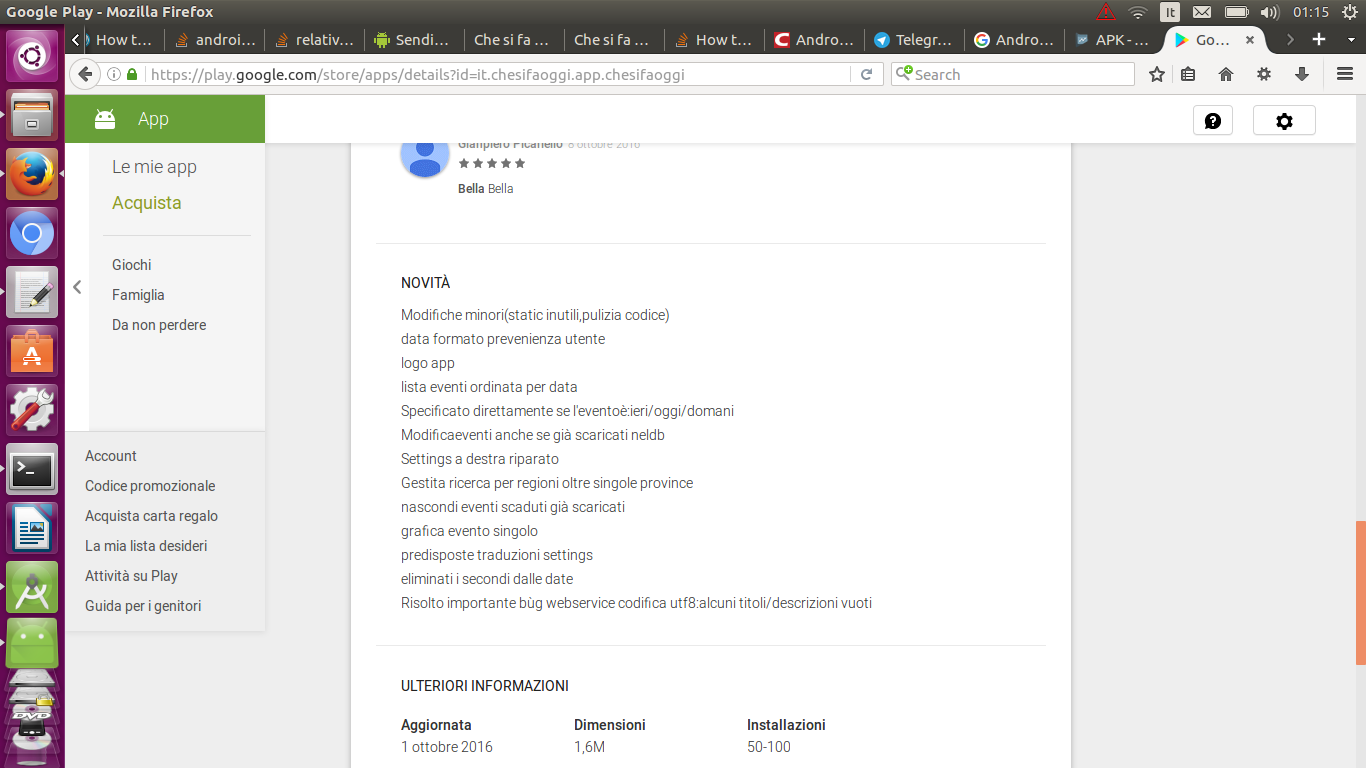 Google Play - Mozilla Firefox
It
01:15
How t...
androi...
relativ...
Sendi...
Che si fa ...
Che si fa ...
How t...
Andro...
Telegr...
Andro...
APK - ...
Go...
https://play.google.com/store/apps/details?id=it.chesifaoggi.app.chesifaoggi
Search
App
Le mie app
Acquista
Giochi
Famiglia
Da non perdere
Account
Codice promozionale
Acquista carta regalo
La mia lista desideri
Attività su Play
Guida per i genitori
Gianpiero Picariello 8 ottobre 2016
Bella Bella
NOVITÀ
Modifiche minori(static inutili,pulizia codice)
data formato prevenienza utente
logo app
lista eventi ordinata per data
Specificato direttamente se l'eventoè:ieri/oggi/domani
Modificaeventi anche se già scaricati neldb
Settings a destra riparato
Gestita ricerca per regioni oltre singole province
nascondi eventi scaduti già scaricati
grafica evento singolo
predisposte traduzioni settings
eliminati i secondi dalle date
Risolto importante bùg webservice codifica utf8:alcuni titoli/descrizioni vuoti
ULTERIORI INFORMAZIONI
Aggiornata Dimensioni Installazioni
1 ottobre 2016 1,6M 50-100